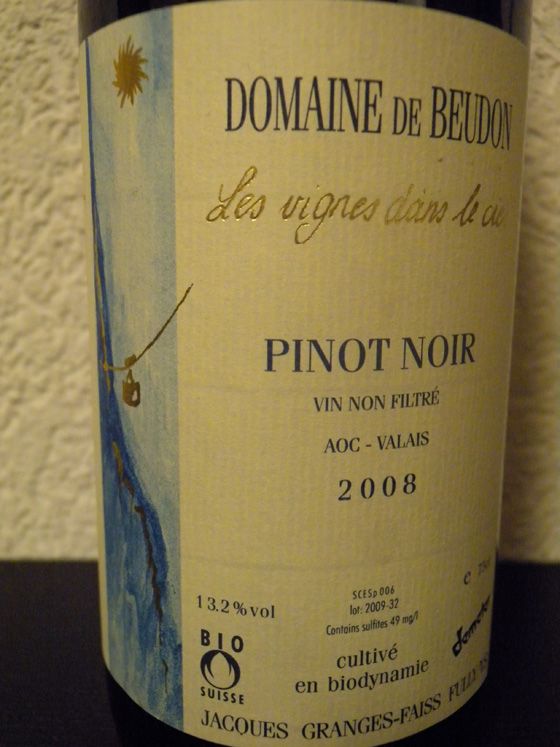 DOMAINE DE BEUDON
Les vignes dans le
PINOT NOIR
VIN NON FILTRÉ
AOC - VALAIS
2008
e
13.2%vol
SCESp 006
lot: 2009-32
Contains sulfites 49 mg/l
BIO
SUISSE
cultivé
en biodynamie
demeter
JACQUES GRANGES-FAISS FULLY